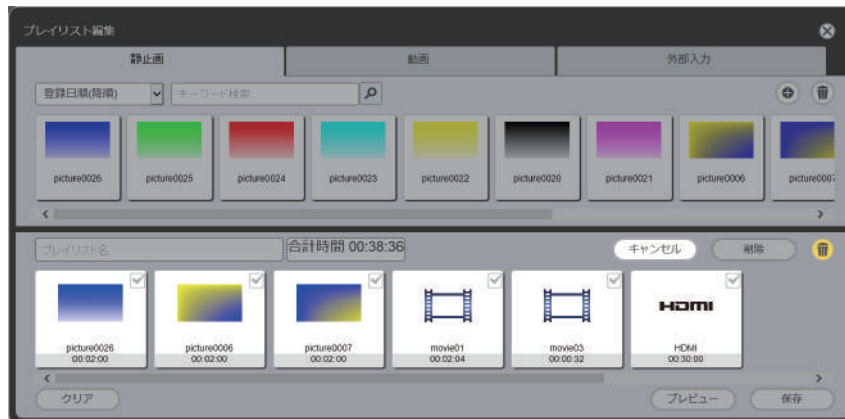 プレイリスト編集
静止画 動画 外部入力
登録日順(降順) キーワード検索
picture0026 picture0025 picture0024 picture0023 picture0022 picture0020 picture0021 picture0006 picture0007
プレイリスト名 合計時間 00:38:36 キャンセル 削除
HDMI
picture0026 picture0006 picture0007 movie01 movie03 HDMI
00:02:00 00:02:00 00:02:00 00:02:04 00:00:32 00:30:00
クリア プレビュー 保存